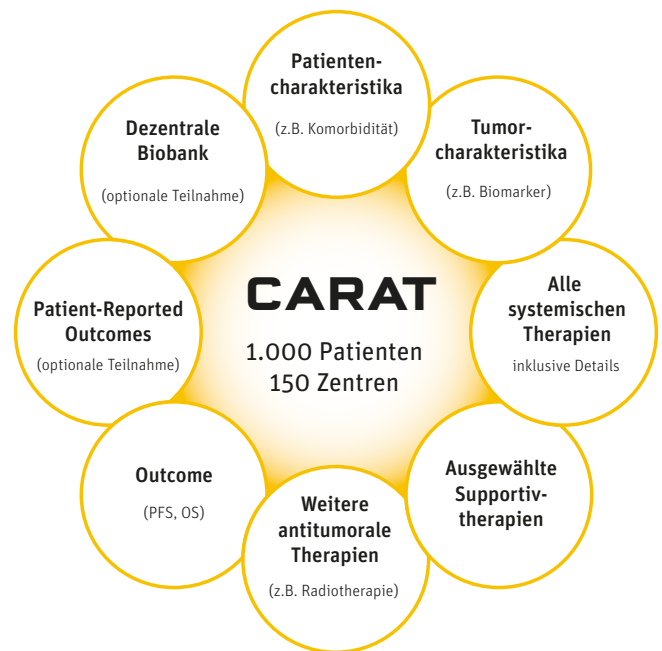 Patienten-
charakteristika
(z.B. Komorbidität)
Tumor-
charakteristika
(z.B. Biomarker)
Alle
systemischen
Therapien
inklusive Details
Ausgewählte
Supportiv-
therapien
Weitere
antitumorale
Therapien
(z.B. Radiotherapie)
Outcome
(PFS, OS)
Patient-Reported
Outcomes
(optionale Teilnahme)
Dezentrale
Biobank
(optionale Teilnahme)
CARAT
1.000 Patienten
150 Zentren